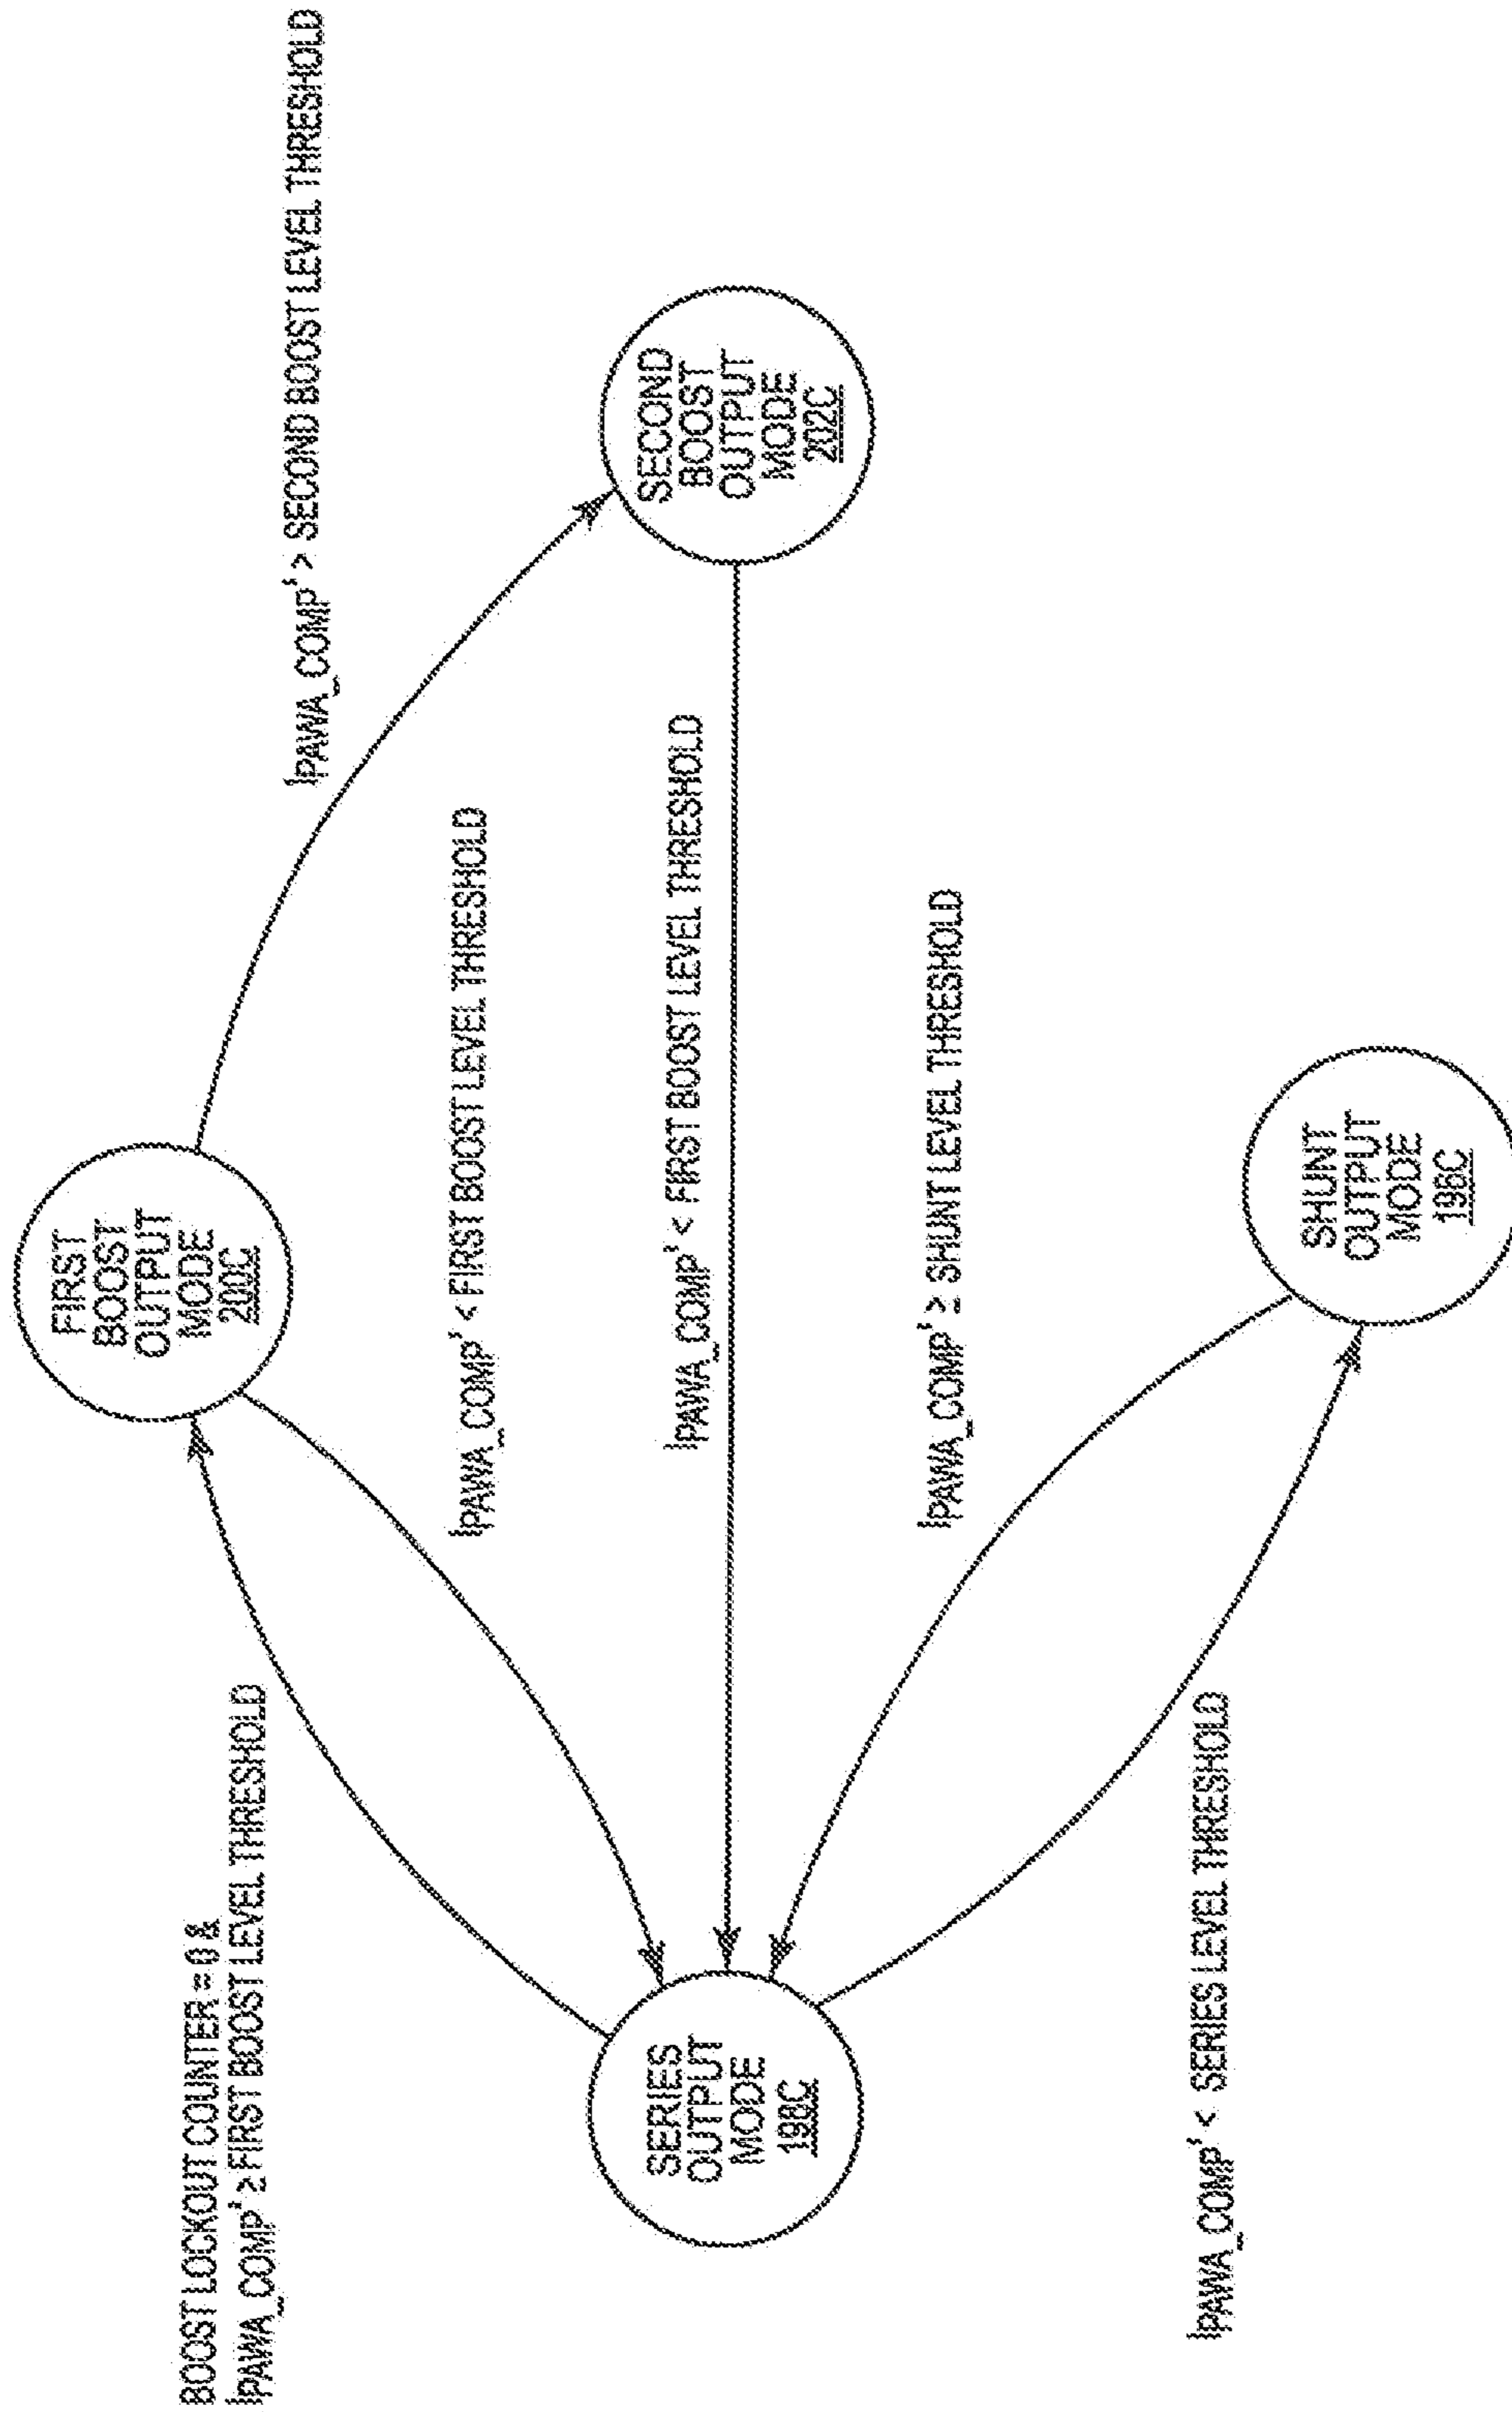 BOOST LOCKOUT COUNTER = 0 &
IPAWA_COMP' ≥ FIRST BOOST LEVEL THRESHOLD
FIRST
BOOST
OUTPUT
MODE
200C
IPAWA_COMP' > SECOND BOOST LEVEL THRESHOLD
IPAWA_COMP' < FIRST BOOST LEVEL THRESHOLD
SERIES
OUTPUT
MODE
198C
IPAWA_COMP' < FIRST BOOST LEVEL THRESHOLD
SECOND
BOOST
OUTPUT
MODE
202C
IPAWA_COMP' ≥ SHUNT LEVEL THRESHOLD
IPAWA_COMP' < SERIES LEVEL THRESHOLD
SHUNT
OUTPUT
MODE
196C